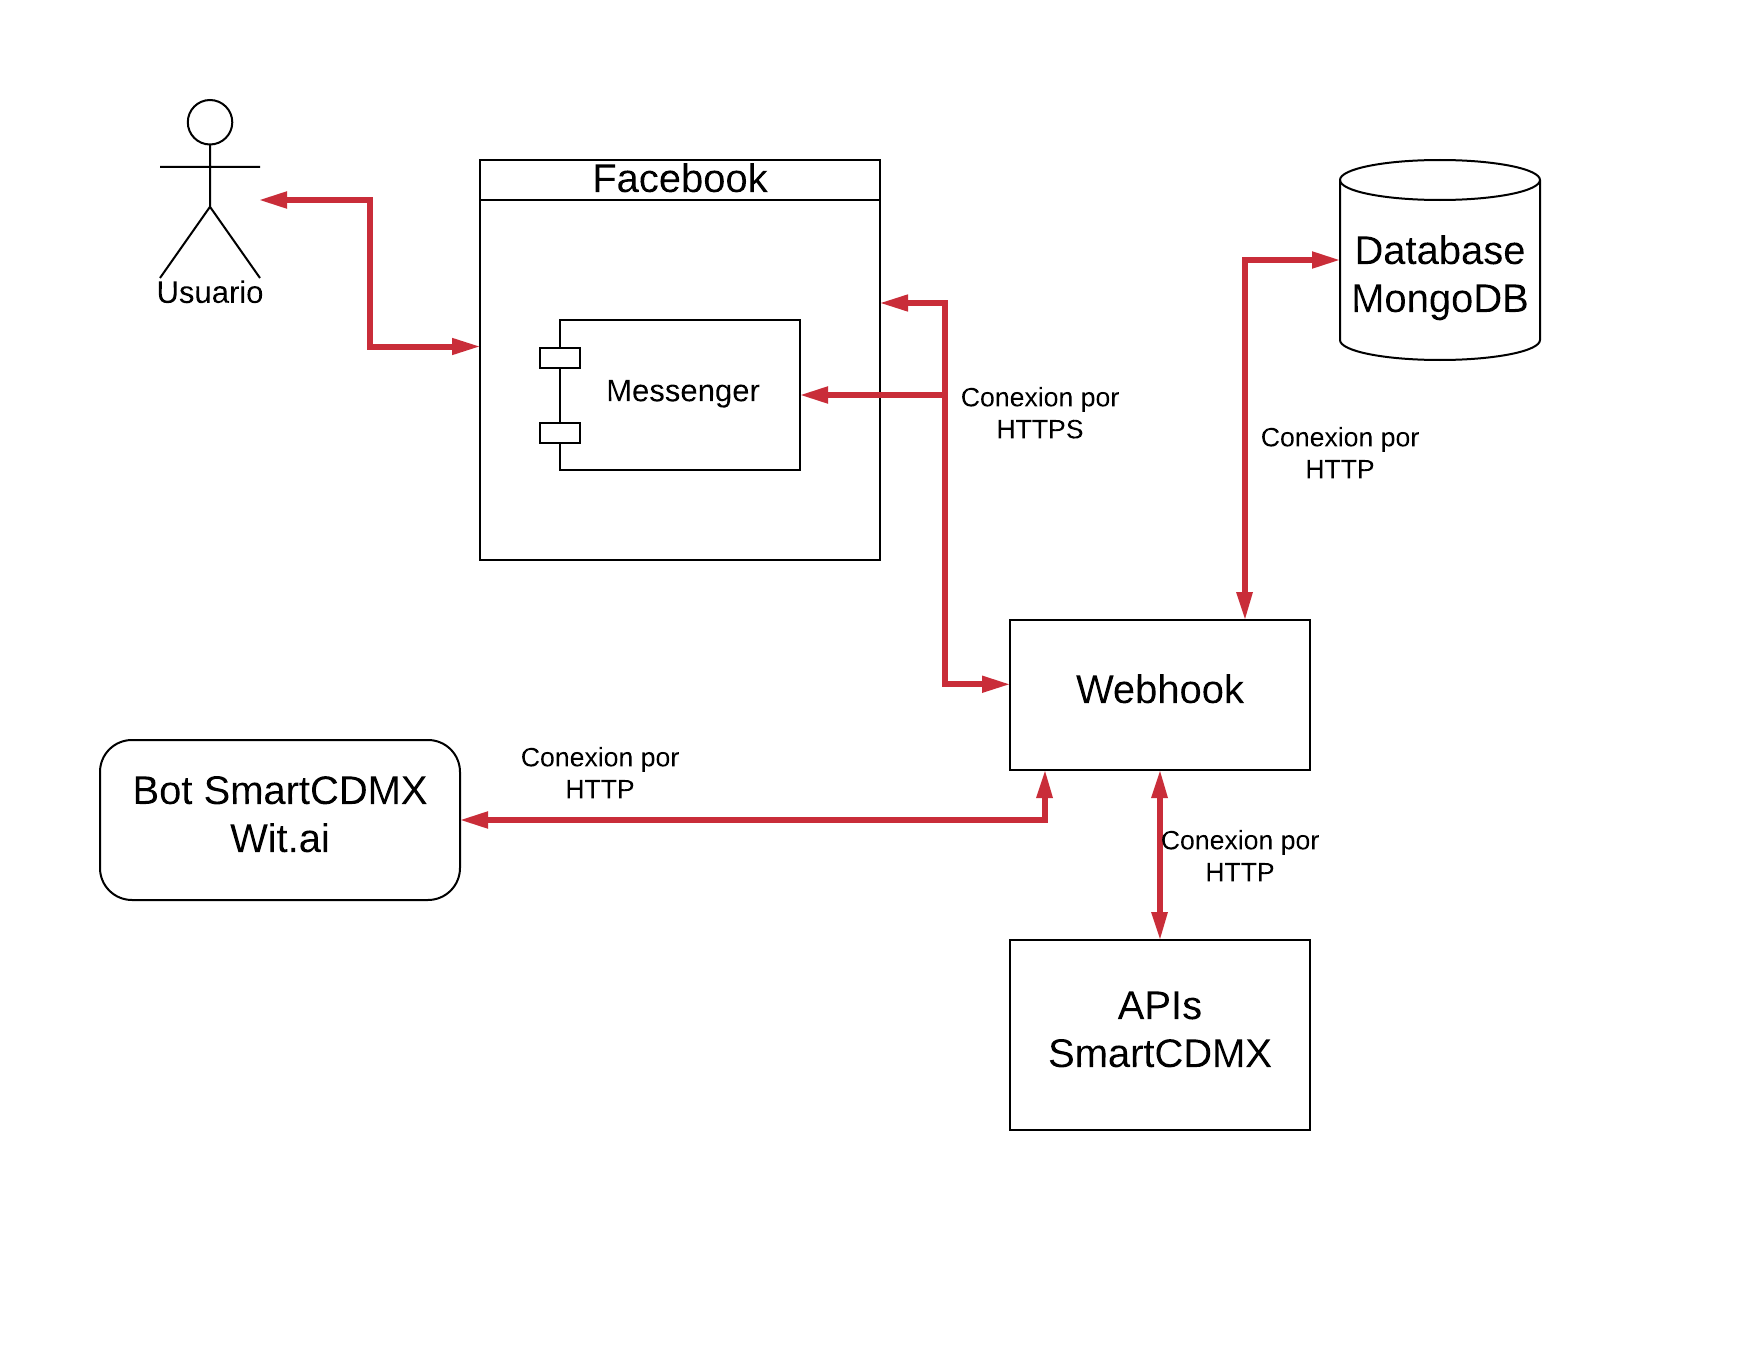 Facebook
Usuario
Database
MongoDB
Messenger
Conexion por
HTTPS
Conexion por
HTTP
Webhook
Conexion por
HTTP
Bot SmartCDMX
Wit.ai
Conexion por
HTTP
APIs
SmartCDMX